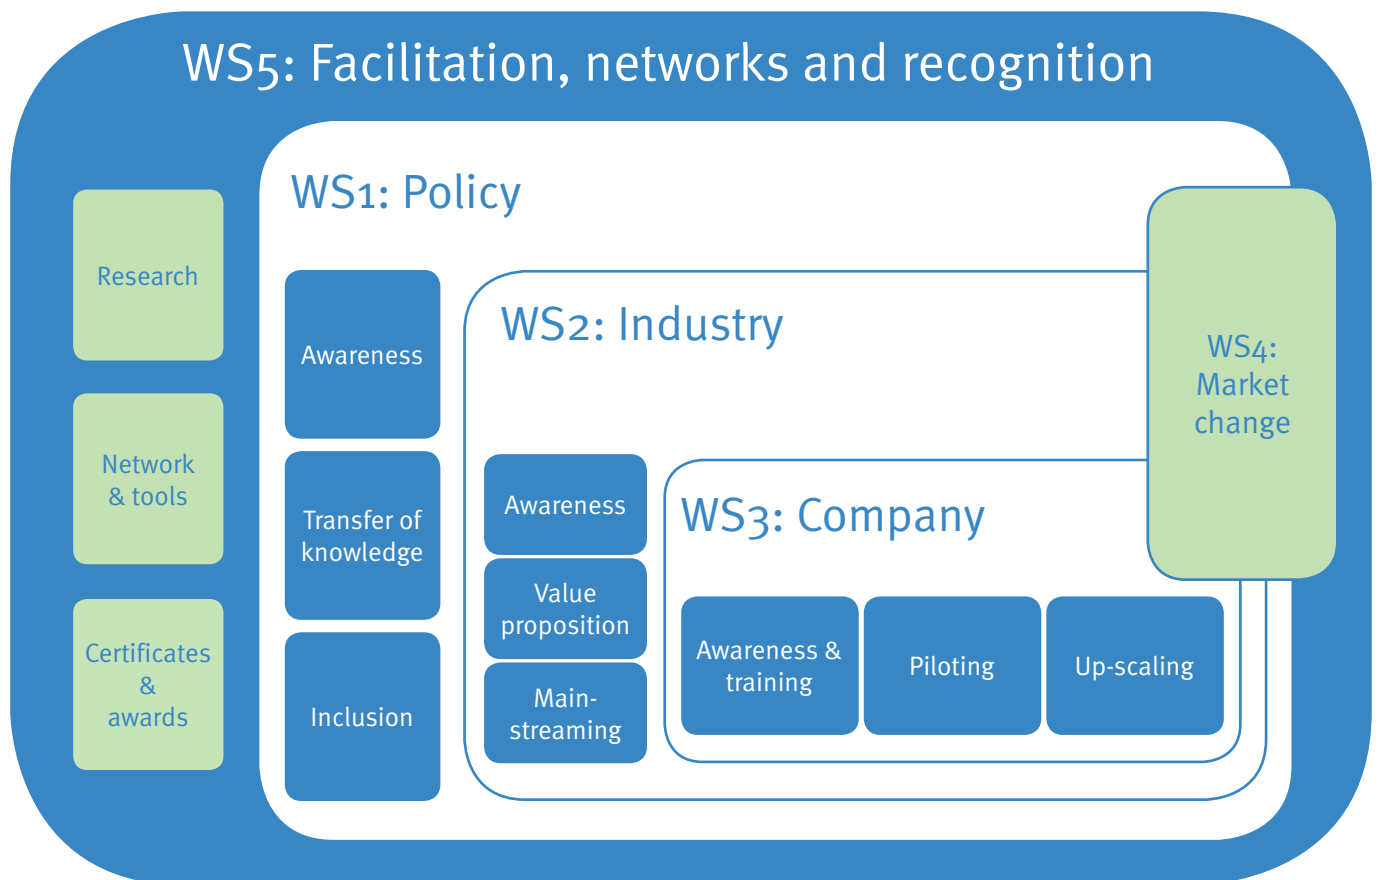 WS5: Facilitation, networks and recognition
Research
Network
& tools
Certificates
&
awards
WS1: Policy
Awareness
Transfer of
knowledge
Inclusion
WS2: Industry
Awareness
Value
proposition
Main-
streaming
WS3: Company
Awareness &
training
Piloting
Up-scaling
WS4:
Market
change